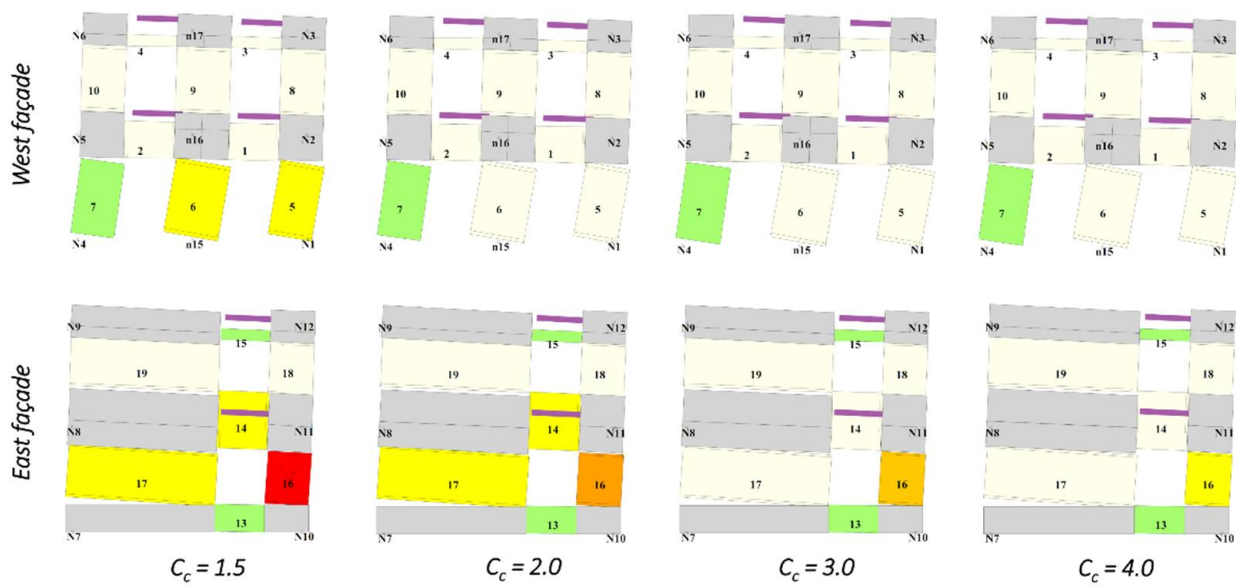 West façade
N6 n17 N3
4 3
10 9 8
N5 n16 N2
2 1
7 6 5
N4 n15 N1
N6 n17 N3
4 3
10 9 8
N5 n16 N2
2 1
7 6 5
N4 n15 N1
N6 n17 N3
4 3
10 9 8
N5 n16 N2
2 1
7 6 5
N4 n15 N1
N6 n17 N3
4 3
10 9 8
N5 n16 N2
2 1
7 6 5
N4 n15 N1
East façade
N9 N12
15
19 18
N8 14 N11
17 16
13
N7 N10
N9 N12
15
19 18
N8 14 N11
17 16
13
N7 N10
N9 N12
15
19 18
N8 14 N11
17 16
13
N7 N10
N9 N12
15
19 18
N8 14 N11
17 16
13
N7 N10
Cc = 1.5 Cc = 2.0 Cc = 3.0 Cc = 4.0